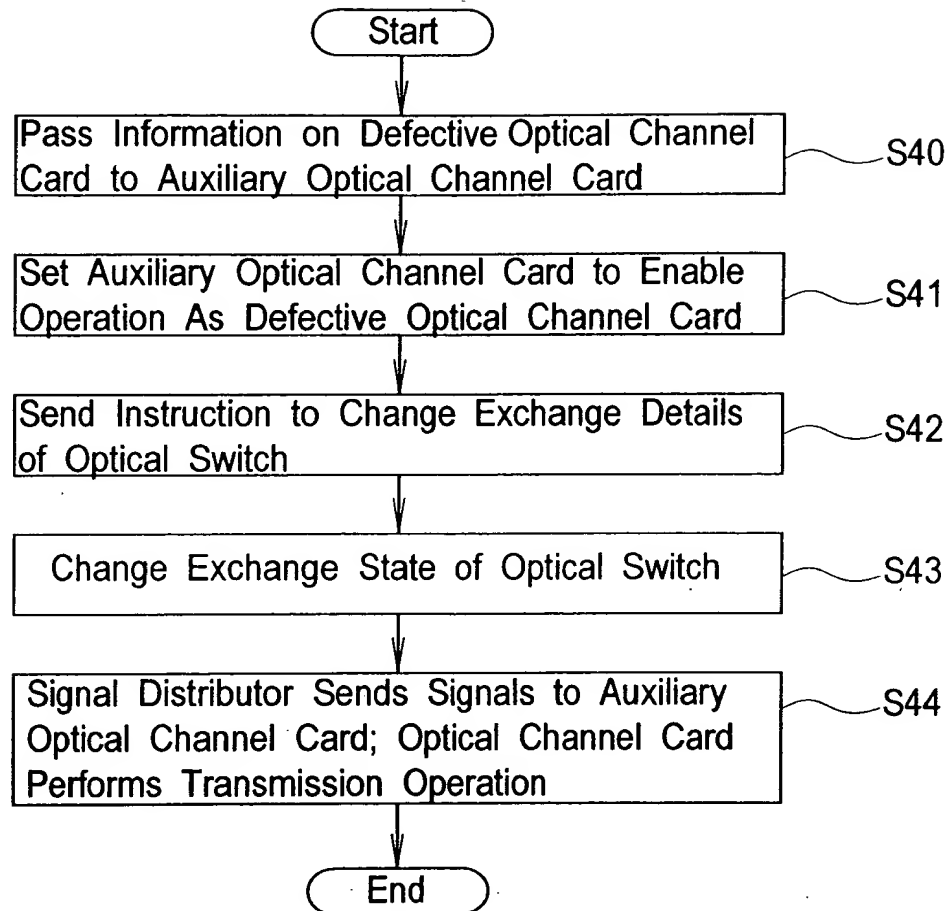 Start
Pass Information on Defective Optical Channel
Card to Auxiliary Optical Channel Card
S40
Set Auxiliary Optical Channel Card to Enable
Operation As Defective Optical Channel Card
S41
Send Instruction to Change Exchange Details
of Optical Switch
S42
Change Exchange State of Optical Switch
S43
Signal Distributor Sends Signals to Auxiliary
Optical Channel Card; Optical Channel Card
Performs Transmission Operation
S44
End